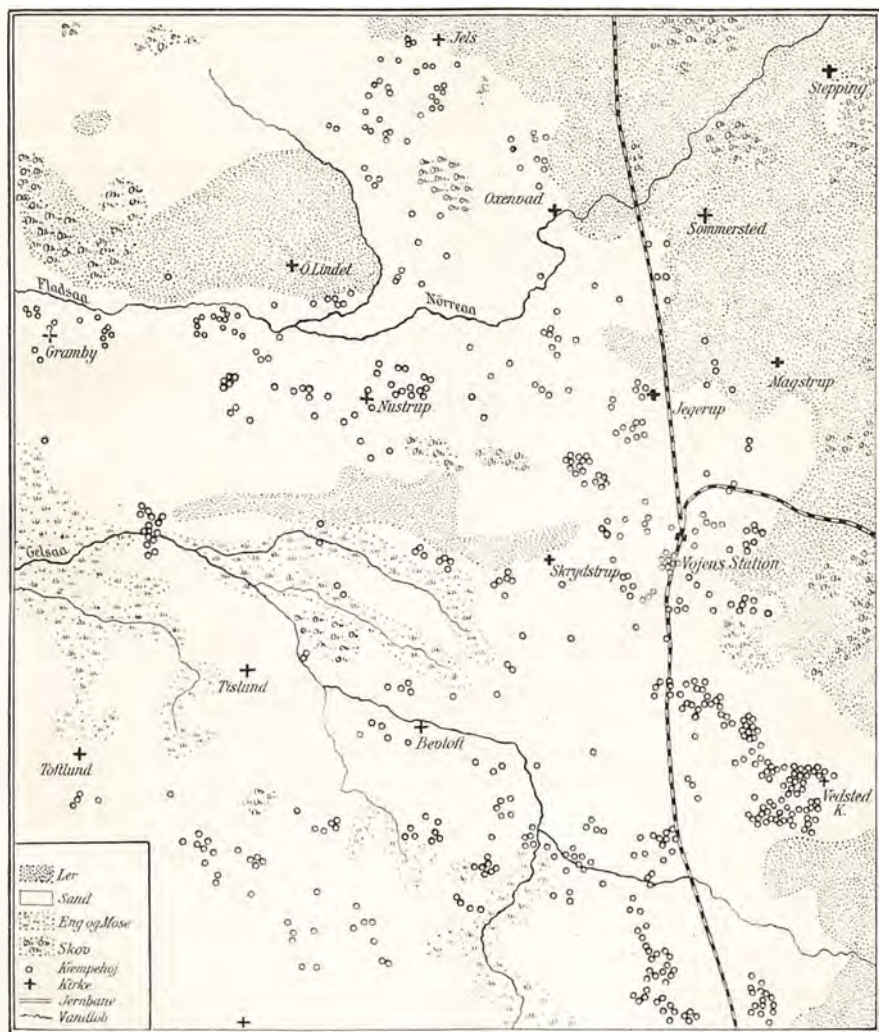 Jels
Stepping
Oxenvad
Sommersted
O.Lindet
Fladsaa
Nörreaa
Gramby
Magstrup
Nustrup
Jegerup
Gelsaa
Skrydstrup
Vojens Station
Tislund
Bevtoft
Toftlund
Vedsted
K.
Ler
Sand
Eng og Mose
Skov
Kæmpehöj
Kirke
Jernbane
Vandlöb